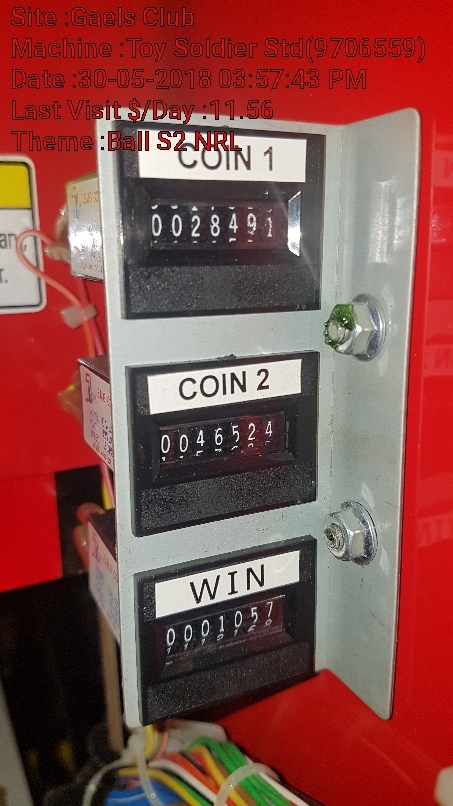 Site :Gaels Club
Machine :Toy Soldier Std(9706559)
Date :30-05-2018 03:57:43 PM
Last Visit $/Day :11.56
Theme :Ball S2 NRL
COIN 1
0028491
COIN 2
0046524
WIN
0001057